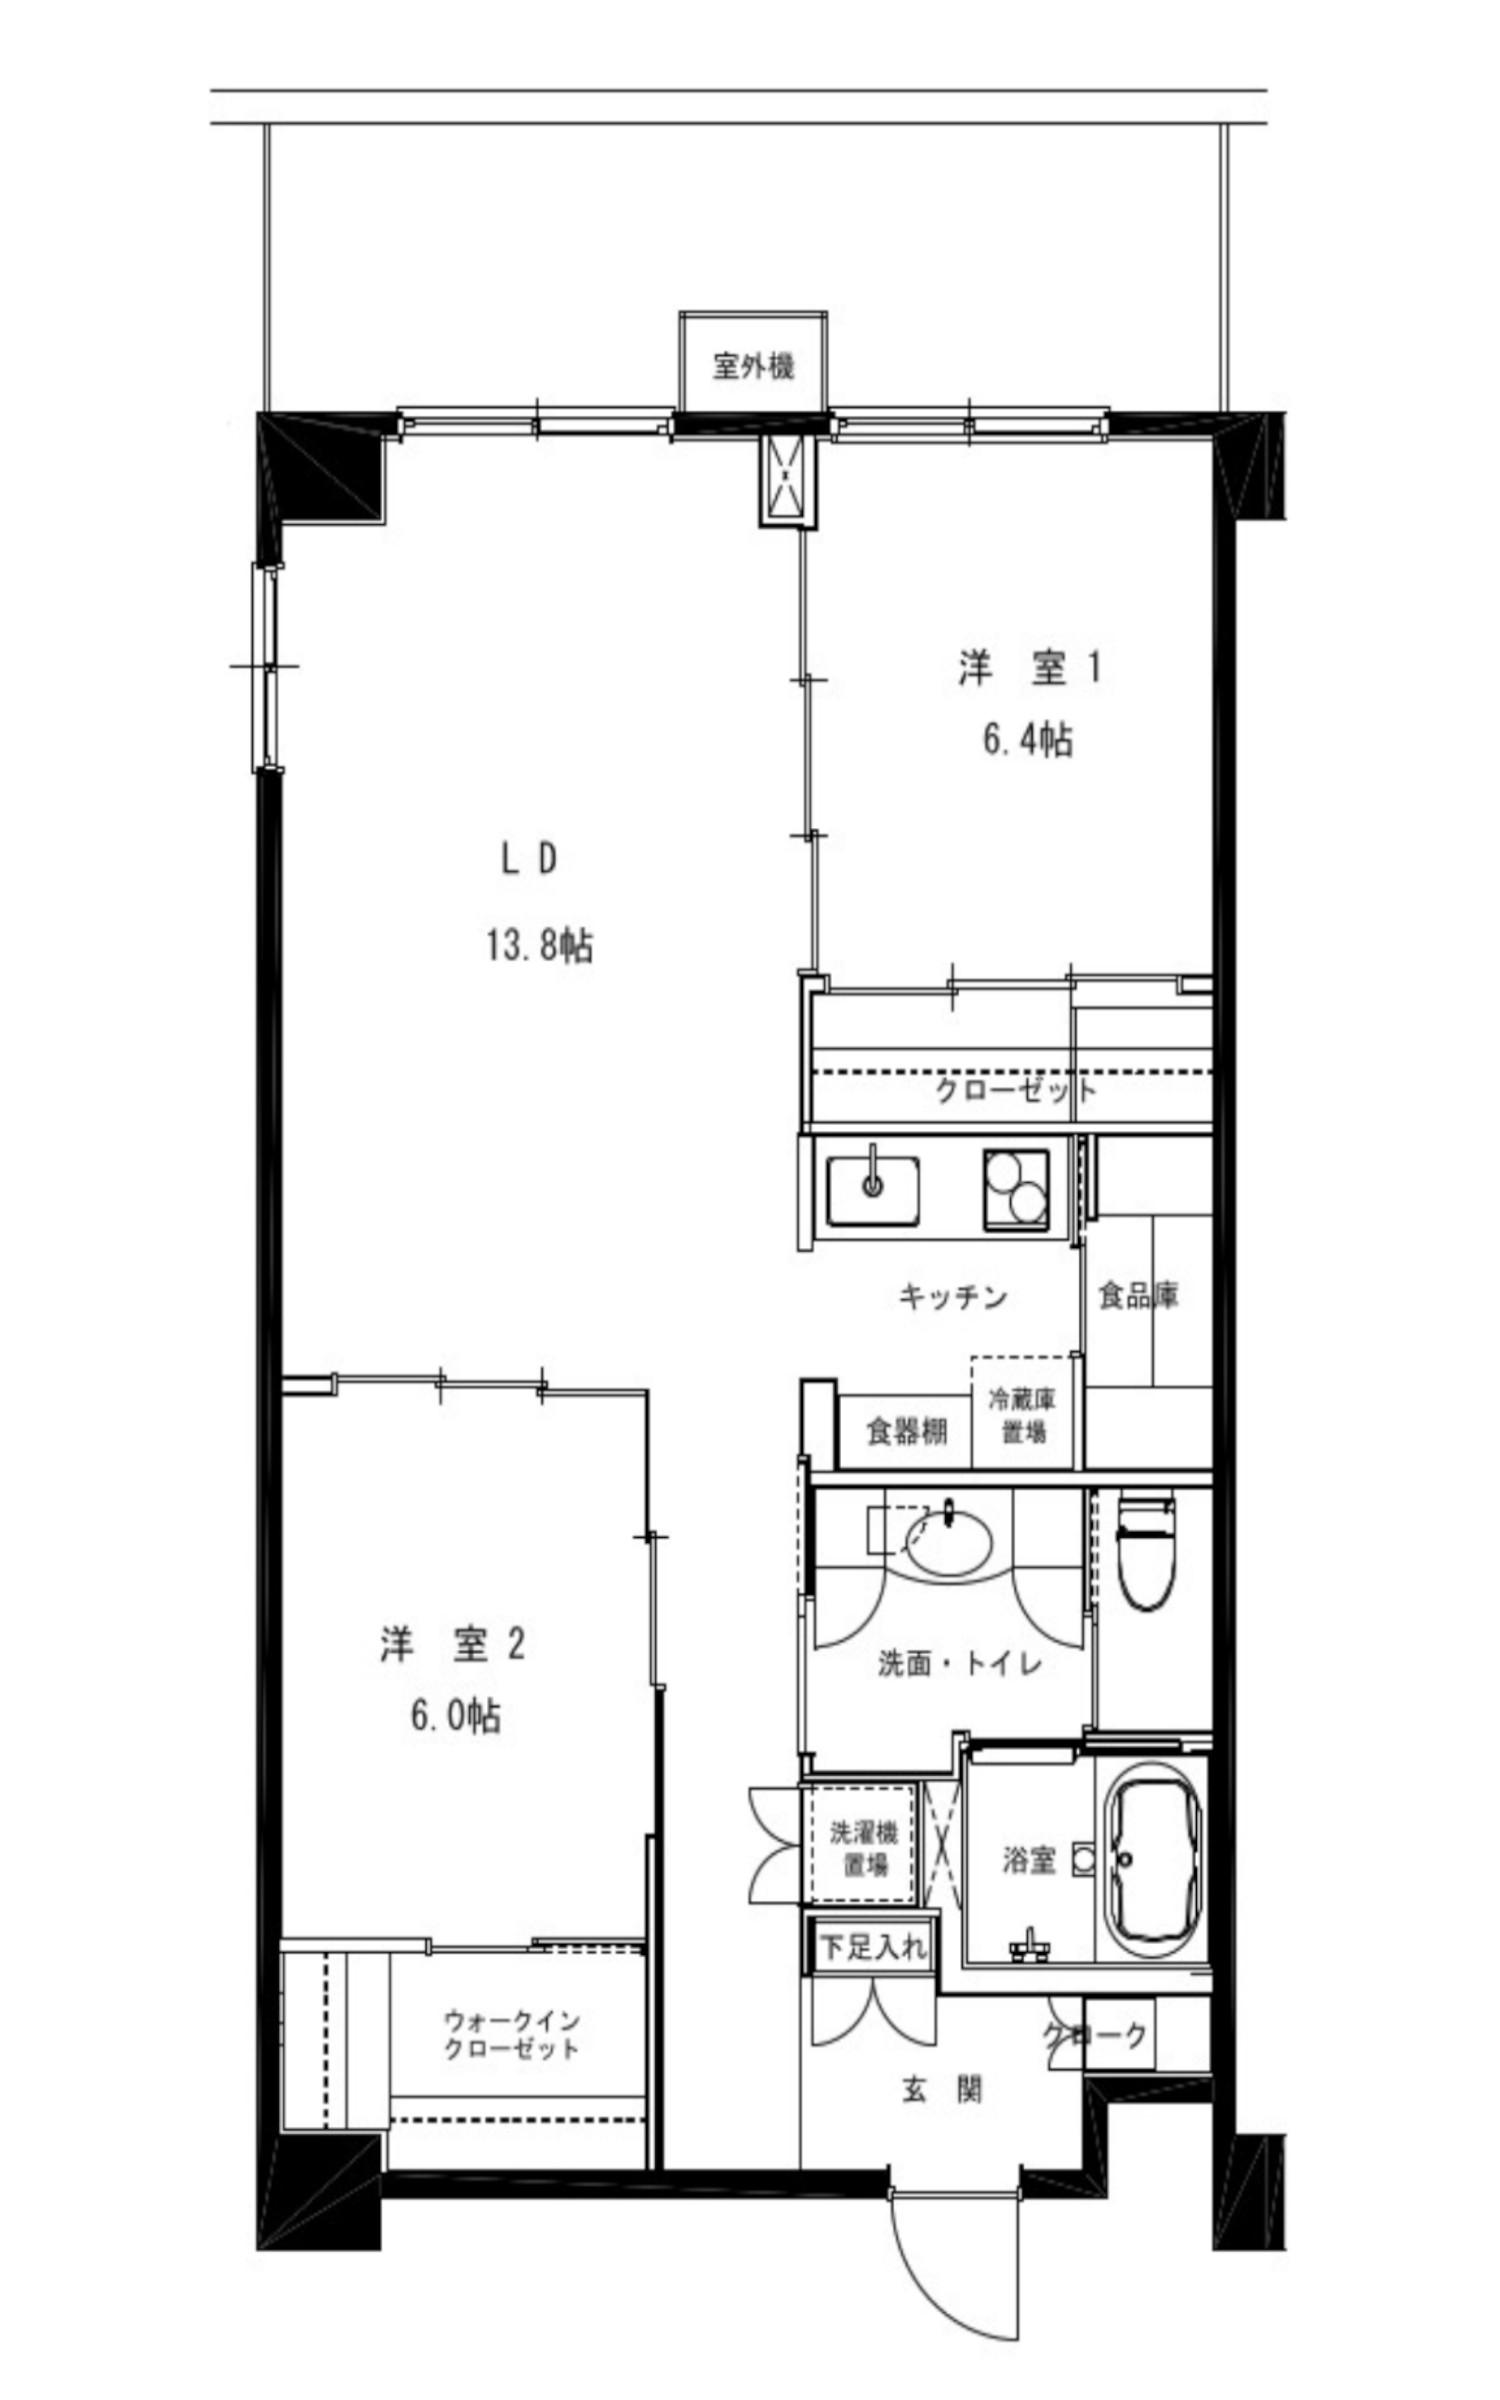 室外機
洋 室 1
6.4帖
L D
13.8帖
クローゼット
キッチン
食品庫
冷蔵庫
置場
食器棚
洋 室 2
6.0帖
洗面・トイレ
洗濯機
置場
浴室
下足入れ
ウォークイン
クローゼット
クローク
玄 関